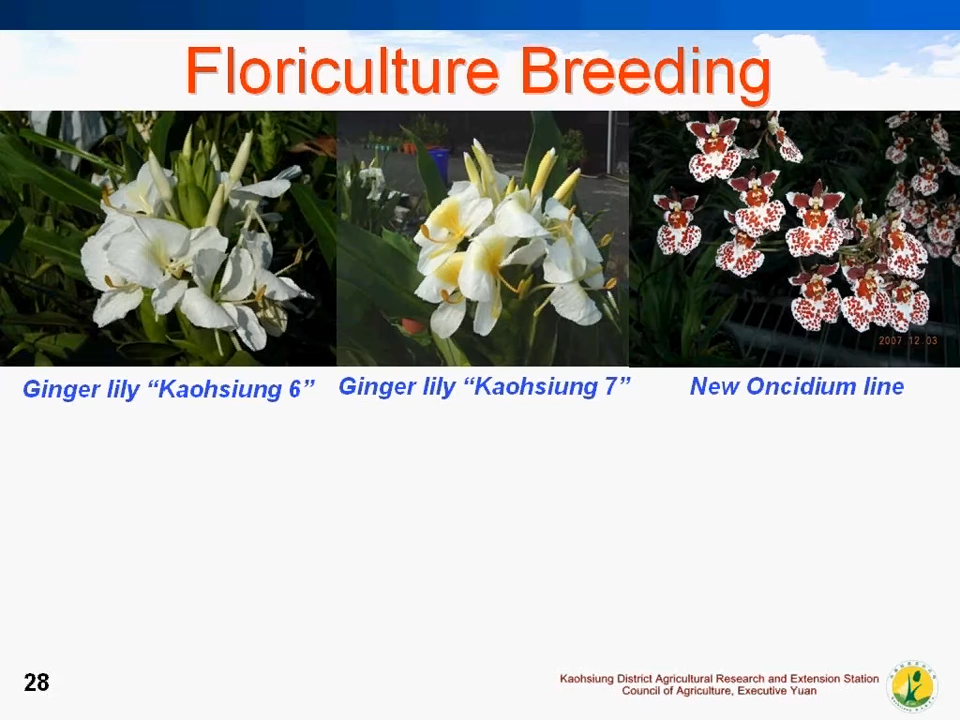 Floriculture Breeding
2007 12.03
Ginger lily “Kaohsiung 6”
Ginger lily “Kaohsiung 7”
New Oncidium line
28
Kaohsiung District Agricultural Research and Extension Station
Council of Agriculture, Executive Yuan